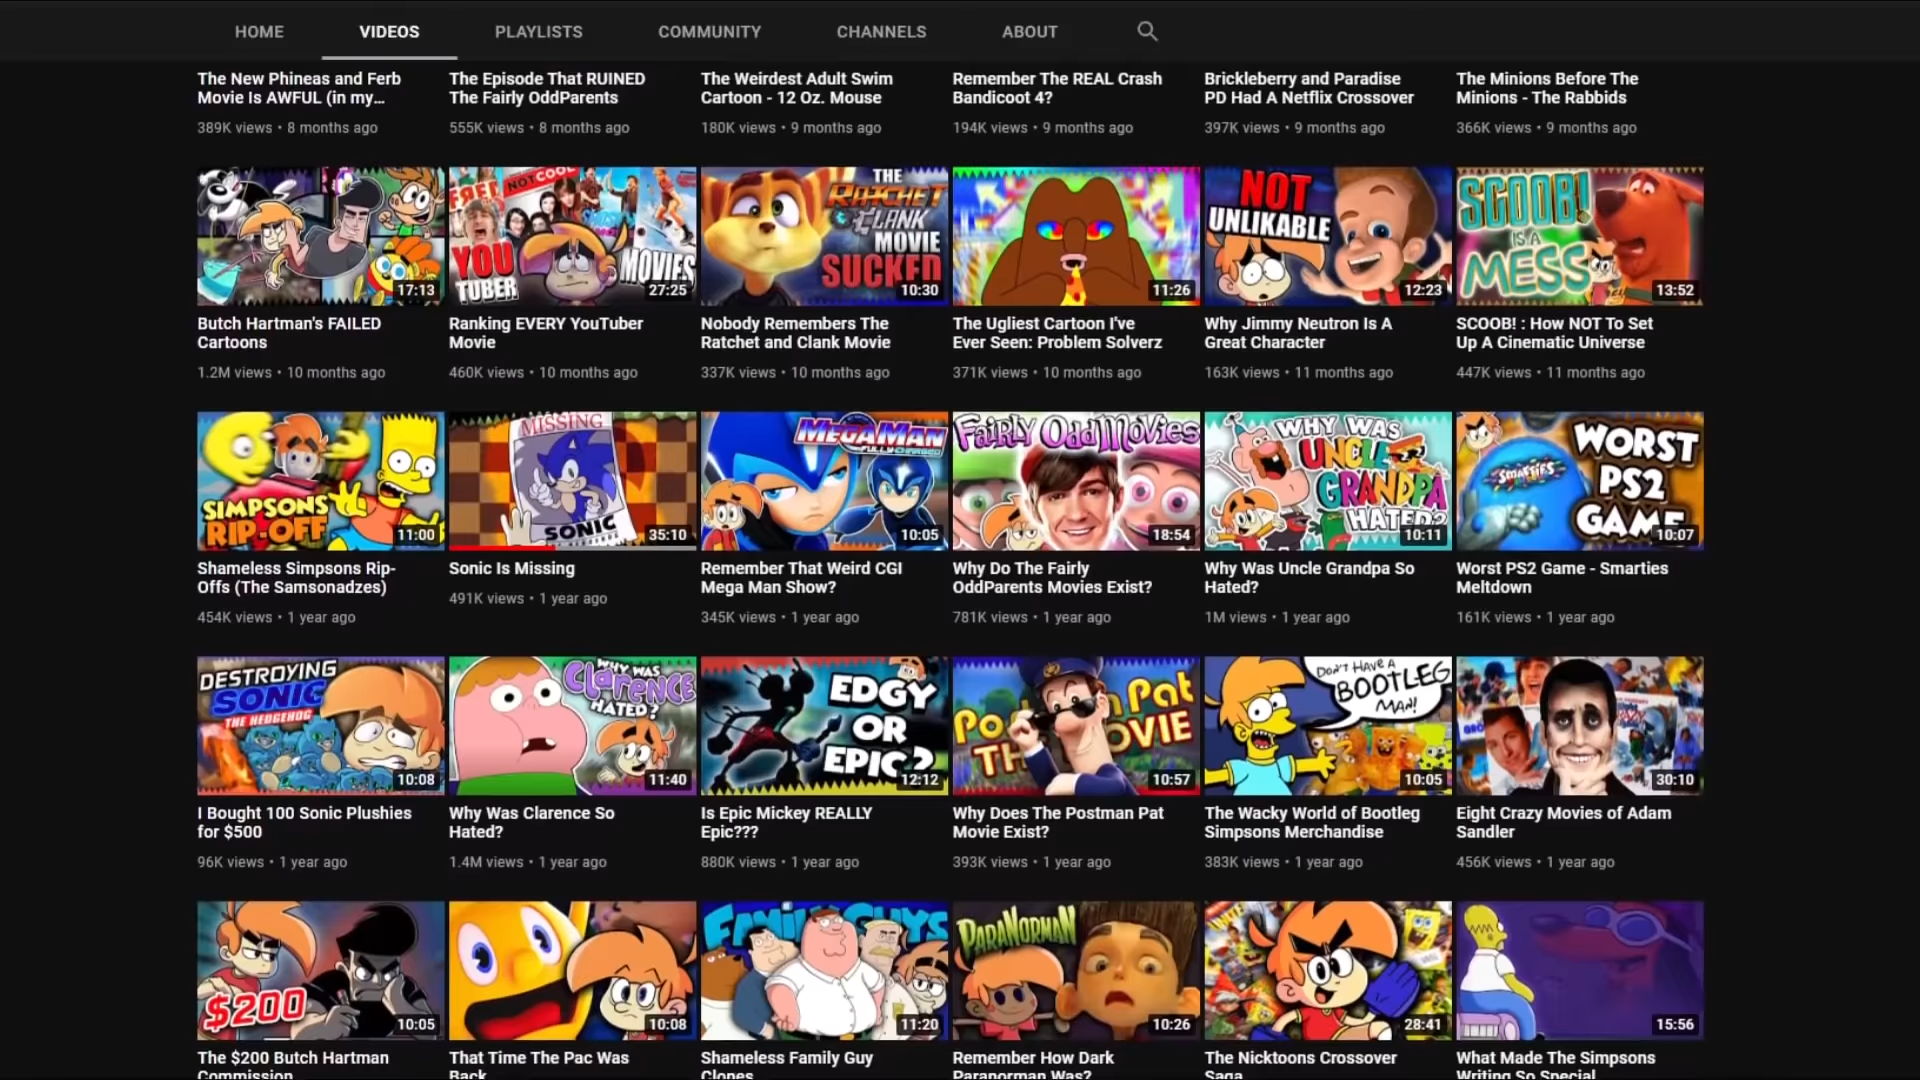 HOME VIDEOS PLAYLISTS COMMUNITY CHANNELS ABOUT
The New Phineas and Ferb
Movie Is AWFUL (in my...
389K views • 8 months ago
The Episode That RUINED
The Fairly OddParents
555K views • 8 months ago
The Weirdest Adult Swim
Cartoon - 12 Oz. Mouse
180K views • 9 months ago
Remember The REAL Crash
Bandicoot 4?
194K views • 9 months ago
Brickleberry and Paradise
PD Had A Netflix Crossover
397K views • 9 months ago
The Minions Before The
Minions - The Rabbids
366K views • 9 months ago
17:13
Butch Hartman's FAILED
Cartoons
1.2M views • 10 months ago
FRED
NOT COOL
YOU
TUBER
MOVIES
27:25
Ranking EVERY YouTuber
Movie
460K views • 10 months ago
THE
RATCHET
& CLANK
MOVIE
SUCKED
10:30
Nobody Remembers The
Ratchet and Clank Movie
337K views • 10 months ago
11:26
The Ugliest Cartoon I've
Ever Seen: Problem Solverz
371K views • 10 months ago
NOT
UNLIKABLE
12:23
Why Jimmy Neutron Is A
Great Character
163K views • 11 months ago
SCOOB!
IS A
MESS
13:52
SCOOB! : How NOT To Set
Up A Cinematic Universe
447K views • 11 months ago
SIMPSONS
RIP-OFF
11:00
Shameless Simpsons Rip-
Offs (The Samsonadzes)
454K views • 1 year ago
MISSING
SONIC
35:10
Sonic Is Missing
491K views • 1 year ago
MEGAMAN
FULLY CHARGED
10:05
Remember That Weird CGI
Mega Man Show?
345K views • 1 year ago
FAIRLY ODDMOVIES
18:54
Why Do The Fairly
OddParents Movies Exist?
781K views • 1 year ago
WHY WAS
UNCLE
GRANDPA
HATED?
10:11
Why Was Uncle Grandpa So
Hated?
1M views • 1 year ago
SMARTIES
WORST
PS2
GAME
10:07
Worst PS2 Game - Smarties
Meltdown
161K views • 1 year ago
DESTROYING
SONIC
THE HEDGEHOG
10:08
I Bought 100 Sonic Plushies
for $500
96K views • 1 year ago
WHY WAS
CLARENCE
HATED?
11:40
Why Was Clarence So
Hated?
1.4M views • 1 year ago
EDGY
OR
EPIC?
12:12
Is Epic Mickey REALLY
Epic???
880K views • 1 year ago
Po Pat
TH OVIE
10:57
Why Does The Postman Pat
Movie Exist?
393K views • 1 year ago
DON'T HAVE A
BOOTLEG
MAN!
10:05
The Wacky World of Bootleg
Simpsons Merchandise
383K views • 1 year ago
30:10
Eight Crazy Movies of Adam
Sandler
456K views • 1 year ago
$200
10:05
The $200 Butch Hartman
Commission
10:08
That Time The Pac Was
Back
FAMILY GUYS
11:20
Shameless Family Guy
Clones
PARANORMAN
10:26
Remember How Dark
Paranorman Was?
28:41
The Nicktoons Crossover
Saga
15:56
What Made The Simpsons
Writing So Special